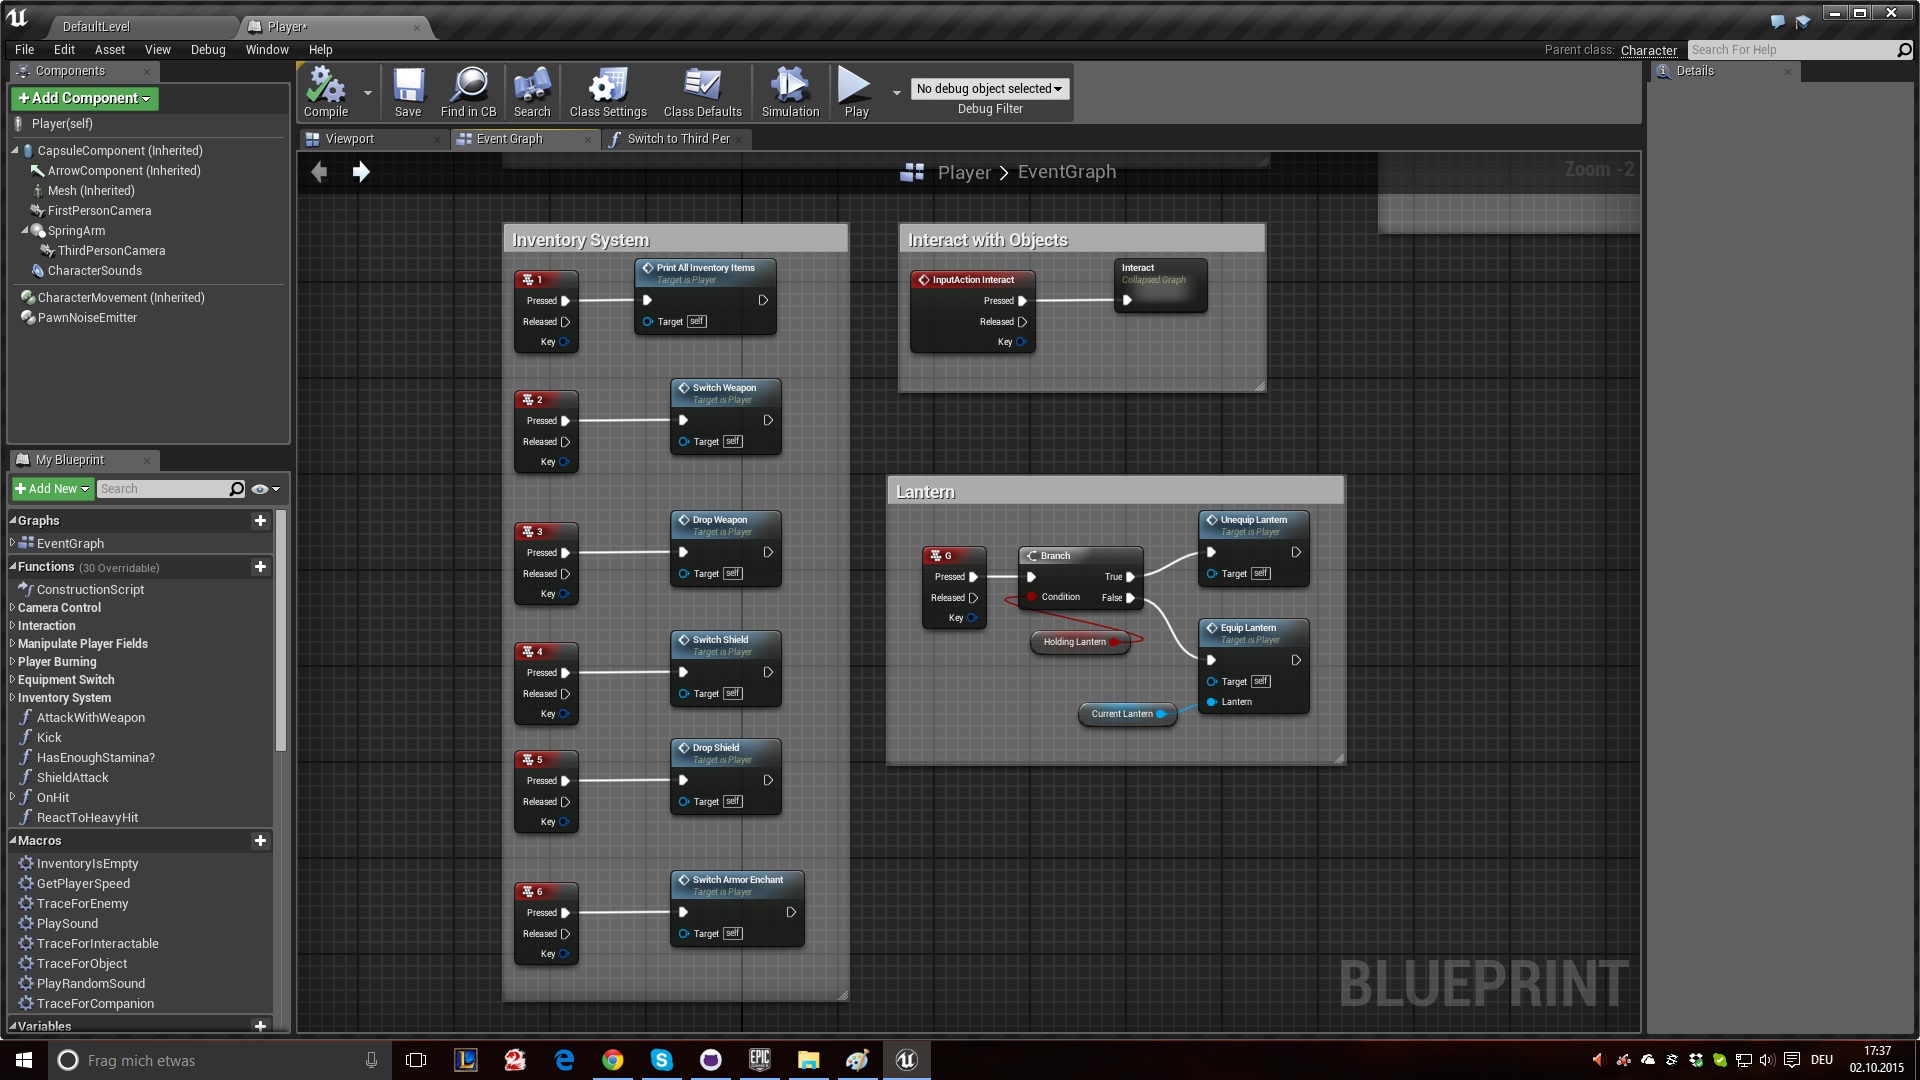 DefaultLevel
Player*
File
Edit
Asset
View
Debug
Window
Help
Parent class:
Character
Search For Help
Components
+Add Component
Player(self)
CapsuleComponent (Inherited)
ArrowComponent (Inherited)
Mesh (Inherited)
FirstPersonCamera
SpringArm
ThirdPersonCamera
CharacterSounds
CharacterMovement (Inherited)
PawnNoiseEmitter
My Blueprint
+Add New
Search
Graphs
EventGraph
Functions (30 Overridable)
ConstructionScript
Camera Control
Interaction
Manipulate Player Fields
Player Burning
Equipment Switch
Inventory System
AttackWithWeapon
Kick
HasEnoughStamina?
ShieldAttack
OnHit
ReactToHeavyHit
Macros
InventoryIsEmpty
GetPlayerSpeed
TraceForEnemy
PlaySound
TraceForInteractable
TraceForObject
PlayRandomSound
TraceForCompanion
Variables
Compile
Save
Find in CB
Search
Class Settings
Class Defaults
Simulation
Play
No debug object selected
Debug Filter
Viewport
Event Graph
Switch to Third Per
Player > EventGraph
Zoom -2
Inventory System
1
Pressed
Released
Key
Print All Inventory Items
Target is Player
Target self
2
Pressed
Released
Key
Switch Weapon
Target is Player
Target self
3
Pressed
Released
Key
Drop Weapon
Target is Player
Target self
4
Pressed
Released
Key
Switch Shield
Target is Player
Target self
5
Pressed
Released
Key
Drop Shield
Target is Player
Target self
6
Pressed
Released
Key
Switch Armor Enchant
Target is Player
Target self
Interact with Objects
InputAction Interact
Pressed
Released
Key
Interact
Collapsed Graph
Lantern
G
Pressed
Released
Key
Branch
True
Condition
False
Holding Lantern
Current Lantern
Unequip Lantern
Target is Player
Target self
Equip Lantern
Target is Player
Target self
Lantern
BLUEPRINT
Details
Frag mich etwas
EPIC
GAMES
DEU
17:37
02.10.2015